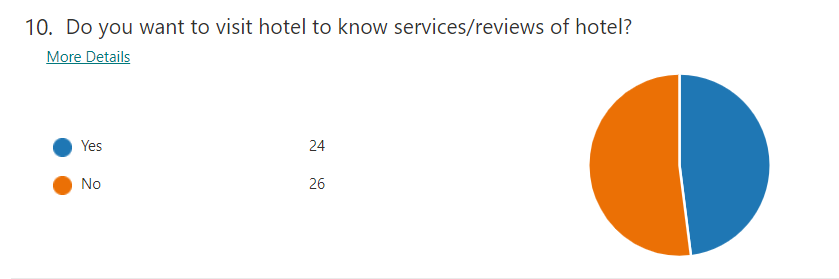 10. Do you want to visit hotel to know services/reviews of hotel?
More Details
Yes 24
No 26